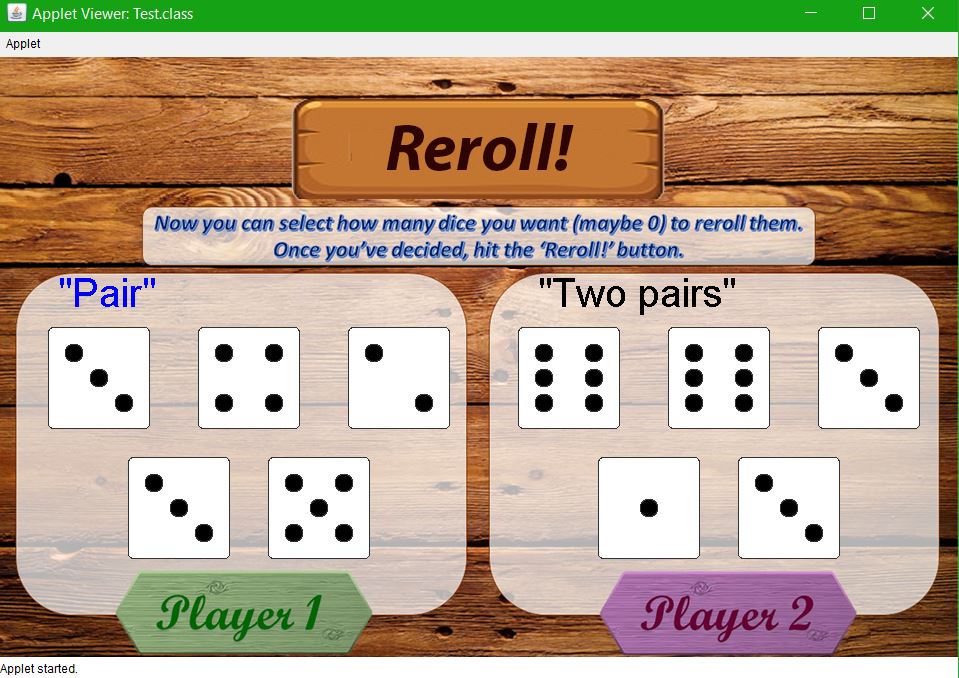 Applet Viewer: Test.class
Applet
Reroll!
Now you can select how many dice you want (maybe 0) to reroll them.
Once you've decided, hit the ‘Reroll!’ button.
"Pair"
"Two pairs"
Player 1
Player 2
Applet started.